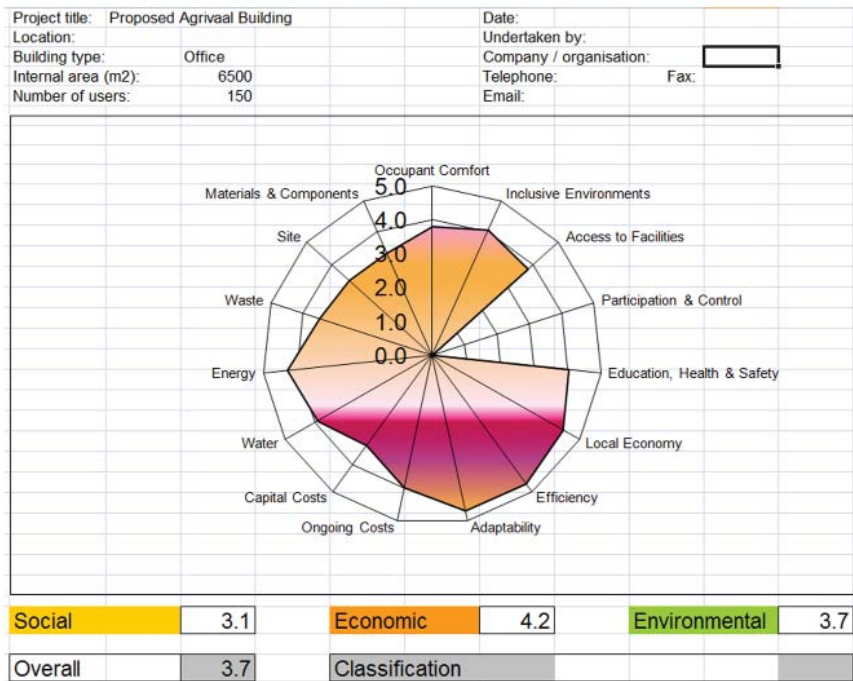 Project title: Proposed Agrivaal Building Date:
Location: Undertaken by:
Building type: Office Company / organisation:
Internal area (m2): 6500 Telephone: Fax:
Number of users: 150 Email:
Occupant Comfort
Materials & Components 5.0 Inclusive Environments
Site 4.0 Access to Facilities
3.0
Waste 2.0 Participation & Control
1.0
Energy 0.0 Education, Health & Safety
Water Local Economy
Capital Costs Efficiency
Ongoing Costs Adaptability
Social 3.1 Economic 4.2 Environmental 3.7
Overall 3.7 Classification